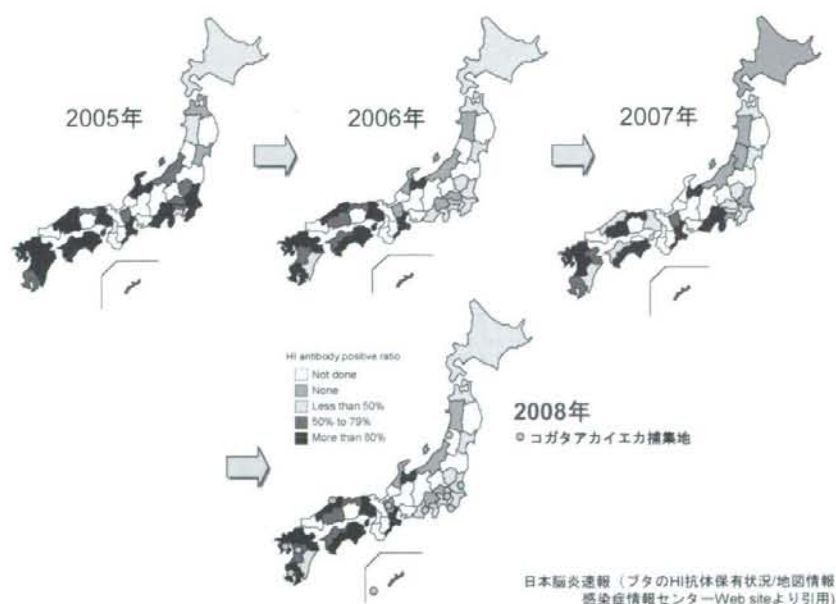 2005年
2006年
2007年
HI antibody positive ratio
Not done
None
Less than 50%
50% to 79%
More than 80%
2008年
コガタアカイエカ捕集地
日本脳炎速報（ブタのHI抗体保有状況/地図情報
感染症情報センターWeb siteより引用)